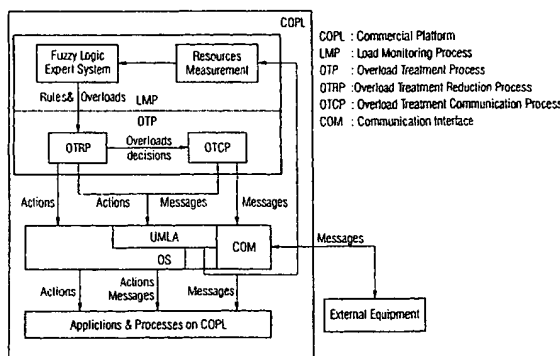 COPL
Fuzzy Logic
Expert System
Resources
Measurement
Rules& Overloads
LMP
OTP
OTRP
Overloads
decisions
OTCP
Actions
Actions
Messages
Messages
UMLA
COM
OS
Messages
Actions
Actions
Messages
Messages
Applictions & Processes on COPL
External Equipment
COPL : Commercial Platform
LMP : Load Monitoring Process
OTP : Overload Treatment Process
OTRP :Overload Treatment Reduction Process
OTCP : Overload Treatment Communication Process
COM : Communication Interface